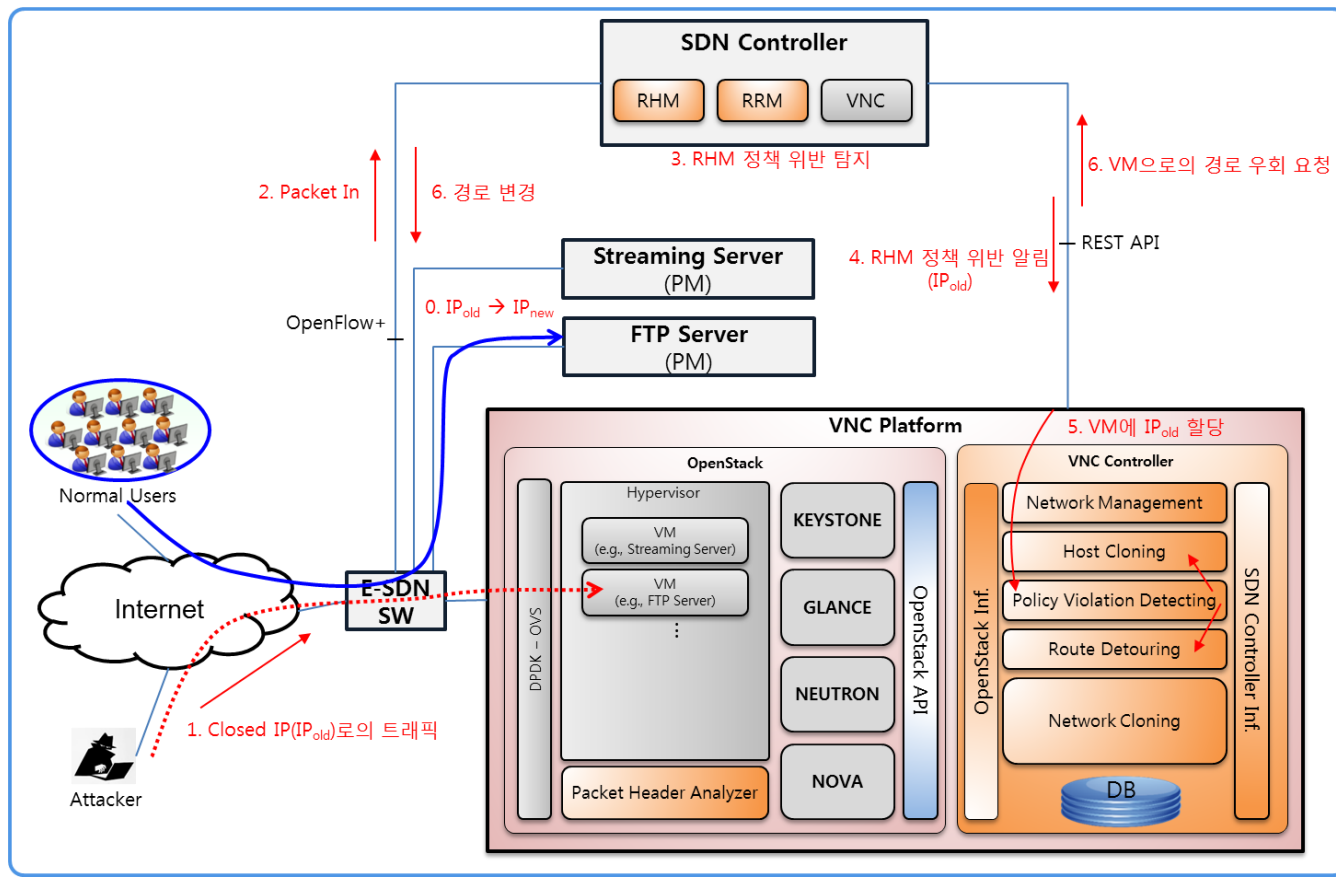 SDN Controller
RHM
RRM
VNC
3. RHM 정책 위반 탐지
2. Packet In
6. 경로 변경
6. VM으로의 경로 우회 요청
REST API
4. RHM 정책 위반 알림
(IPold)
Streaming Server
(PM)
0. IPold → IPnew
OpenFlow+
FTP Server
(PM)
Normal Users
VNC Platform
5. VM에 IPold 할당
OpenStack
VNC Controller
Hypervisor
VM
(e.g., Streaming Server)
VM
(e.g., FTP Server)
⋮
DPDK – OVS
Packet Header Analyzer
KEYSTONE
GLANCE
NEUTRON
NOVA
OpenStack API
OpenStack Inf.
Network Management
Host Cloning
Policy Violation Detecting
Route Detouring
Network Cloning
DB
SDN Controller Inf.
E-SDN
SW
Internet
1. Closed IP(IPold)로의 트래픽
Attacker